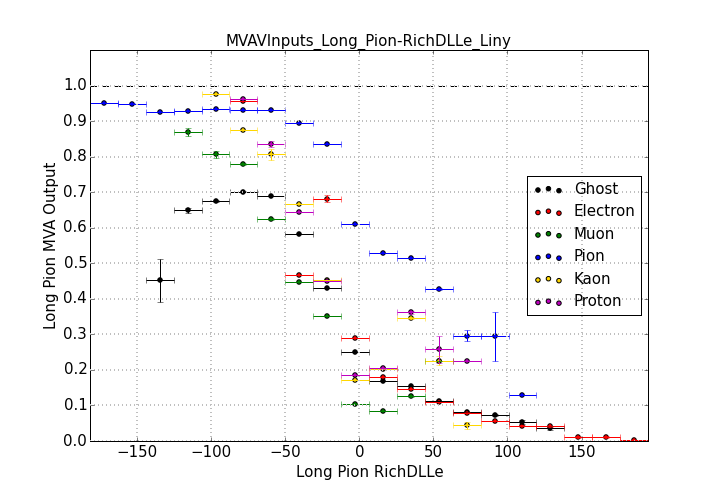 MVAVInputs_Long_Pion-RichDLLe_Liny
Long Pion MVA Output
1.0
0.9
0.8
0.7
0.6
0.5
0.4
0.3
0.2
0.1
0.0
Ghost
Electron
Muon
Pion
Kaon
Proton
−150 −100 −50 0 50 100 150
Long Pion RichDLLe